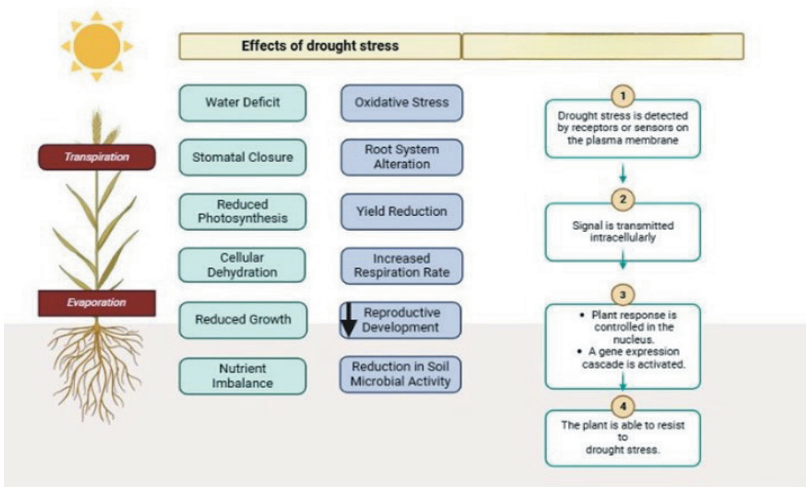 Effects of drought stress
Transpiration
Evaporation
Water Deficit
Stomatal Closure
Reduced
Photosynthesis
Cellular
Dehydration
Reduced Growth
Nutrient
Imbalance
Oxidative Stress
Root System
Alteration
Yield Reduction
Increased
Respiration Rate
Reproductive
Development
Reduction in Soil
Microbial Activity
1
Drought stress is detected
by receptors or sensors on
the plasma membrane
2
Signal is transmitted
intracellularly
3
• Plant response is
controlled in the
nucleus.
• A gene expression
cascade is activated.
4
The plant is able to resist
to
drought stress.